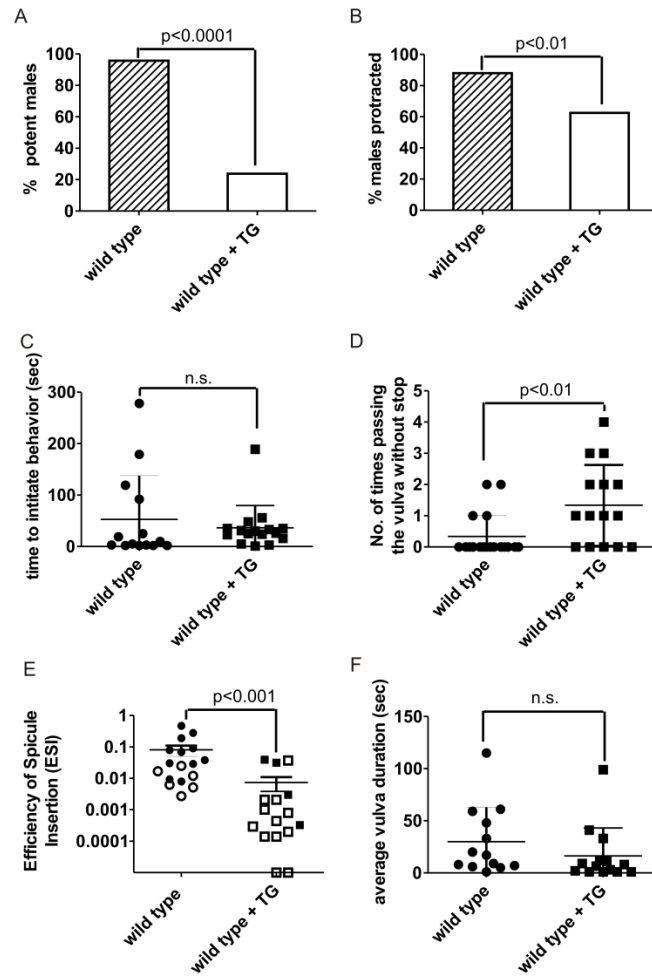 A
p<0.0001
% potent males
100
80
60
40
20
0
wild type
wild type + TG
B
p<0.01
% males protracted
100
80
60
40
20
0
wild type
wild type + TG
C
n.s.
time to intitate behavior (sec)
300
200
100
0
wild type
wild type + TG
D
p<0.01
No. of times passing
the vulva without stop
5
4
3
2
1
0
wild type
wild type + TG
E
p<0.001
Efficiency of Spicule
Insertion (ESI)
1
0.1
0.01
0.001
0.0001
wild type
wild type + TG
F
n.s.
average vulva duration (sec)
150
100
50
0
wild type
wild type + TG